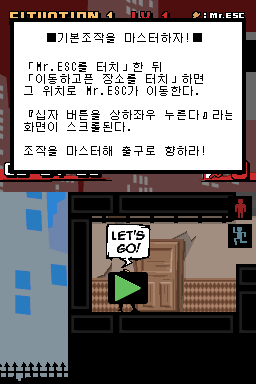 SITUATION 1 LV.1 :Mr.ESC
■기본조작을 마스터하자!■
「Mr.ESC를 터치」한 뒤
「이동하고픈 장소를 터치」하면
그 위치로 Mr.ESC가 이동한다.
『십자 버튼을 상하좌우 누른다』라는
화면이 스크롤된다.
조작을 마스터해 출구로 향하라!
LET'S
GO!